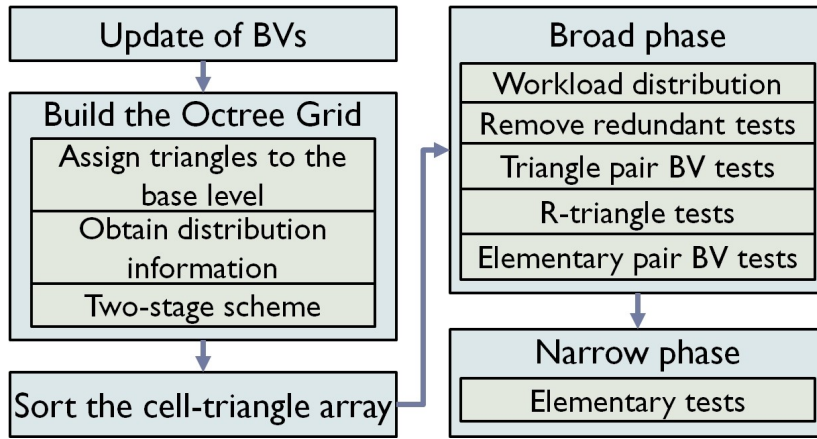 Update of BVs
Build the Octree Grid
Assign triangles to the
base level
Obtain distribution
information
Two-stage scheme
Sort the cell-triangle array
Broad phase
Workload distribution
Remove redundant tests
Triangle pair BV tests
R-triangle tests
Elementary pair BV tests
Narrow phase
Elementary tests